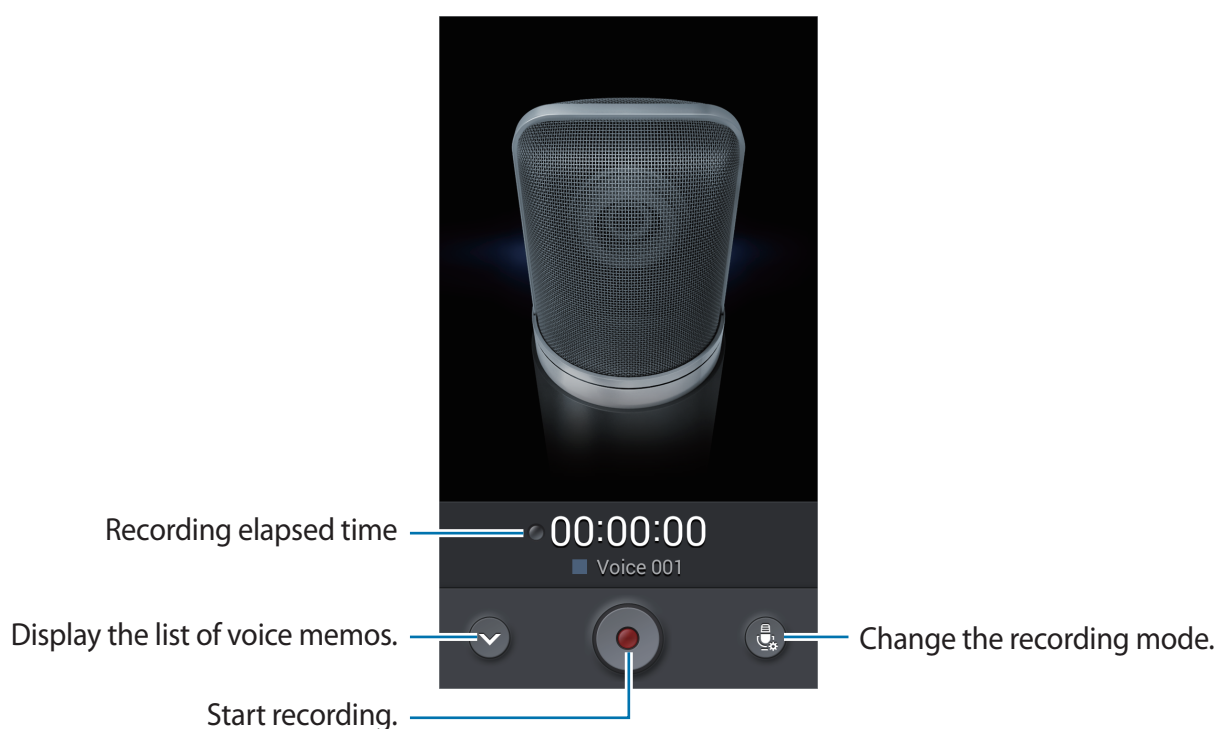 Recording elapsed time
00:00:00
Voice 001
Display the list of voice memos.
Change the recording mode.
Start recording.